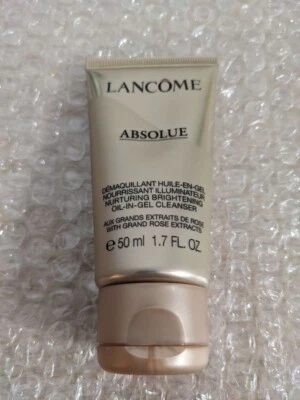 LANCÔME
ABSOLUE
DÉMAQUILLANT HUILE-EN-GEL
NOURRISSANT ILLUMINATEUR
NURTURING BRIGHTENING
OIL-IN-GEL CLEANSER
AUX GRANDS EXTRAITS DE ROSE
WITH GRAND ROSE EXTRACTS
℮ 50 ml 1.7 FL. OZ.